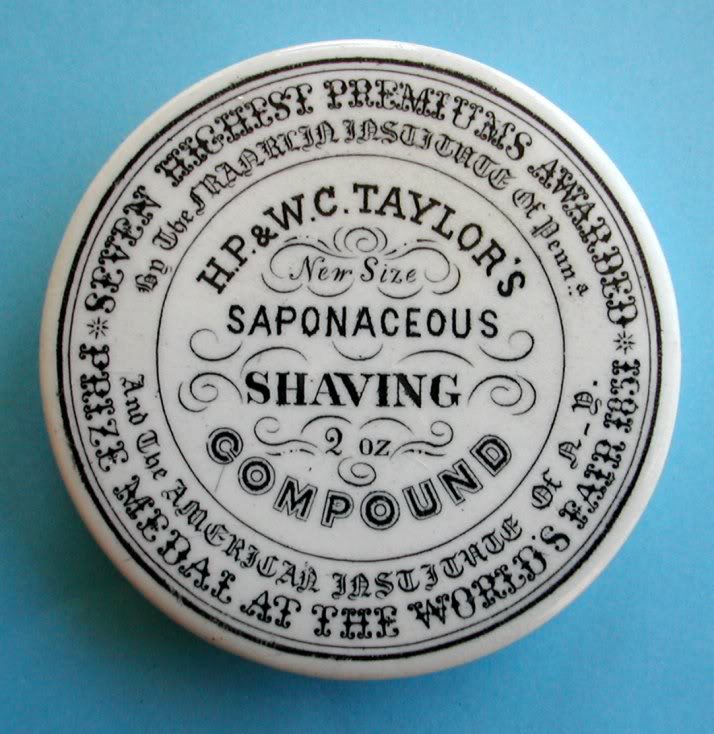 SEVEN HIGHEST PREMIUMS AWARDED
By The FRANKLIN INSTITUTE Of Penna.
H.P. & W.C. TAYLOR'S
New Size
SAPONACEOUS
SHAVING
2 oz
COMPOUND
And The AMERICAN INSTITUTE Of N-Y.
PRIZE MEDAL AT THE WORLD'S FAIR 1851